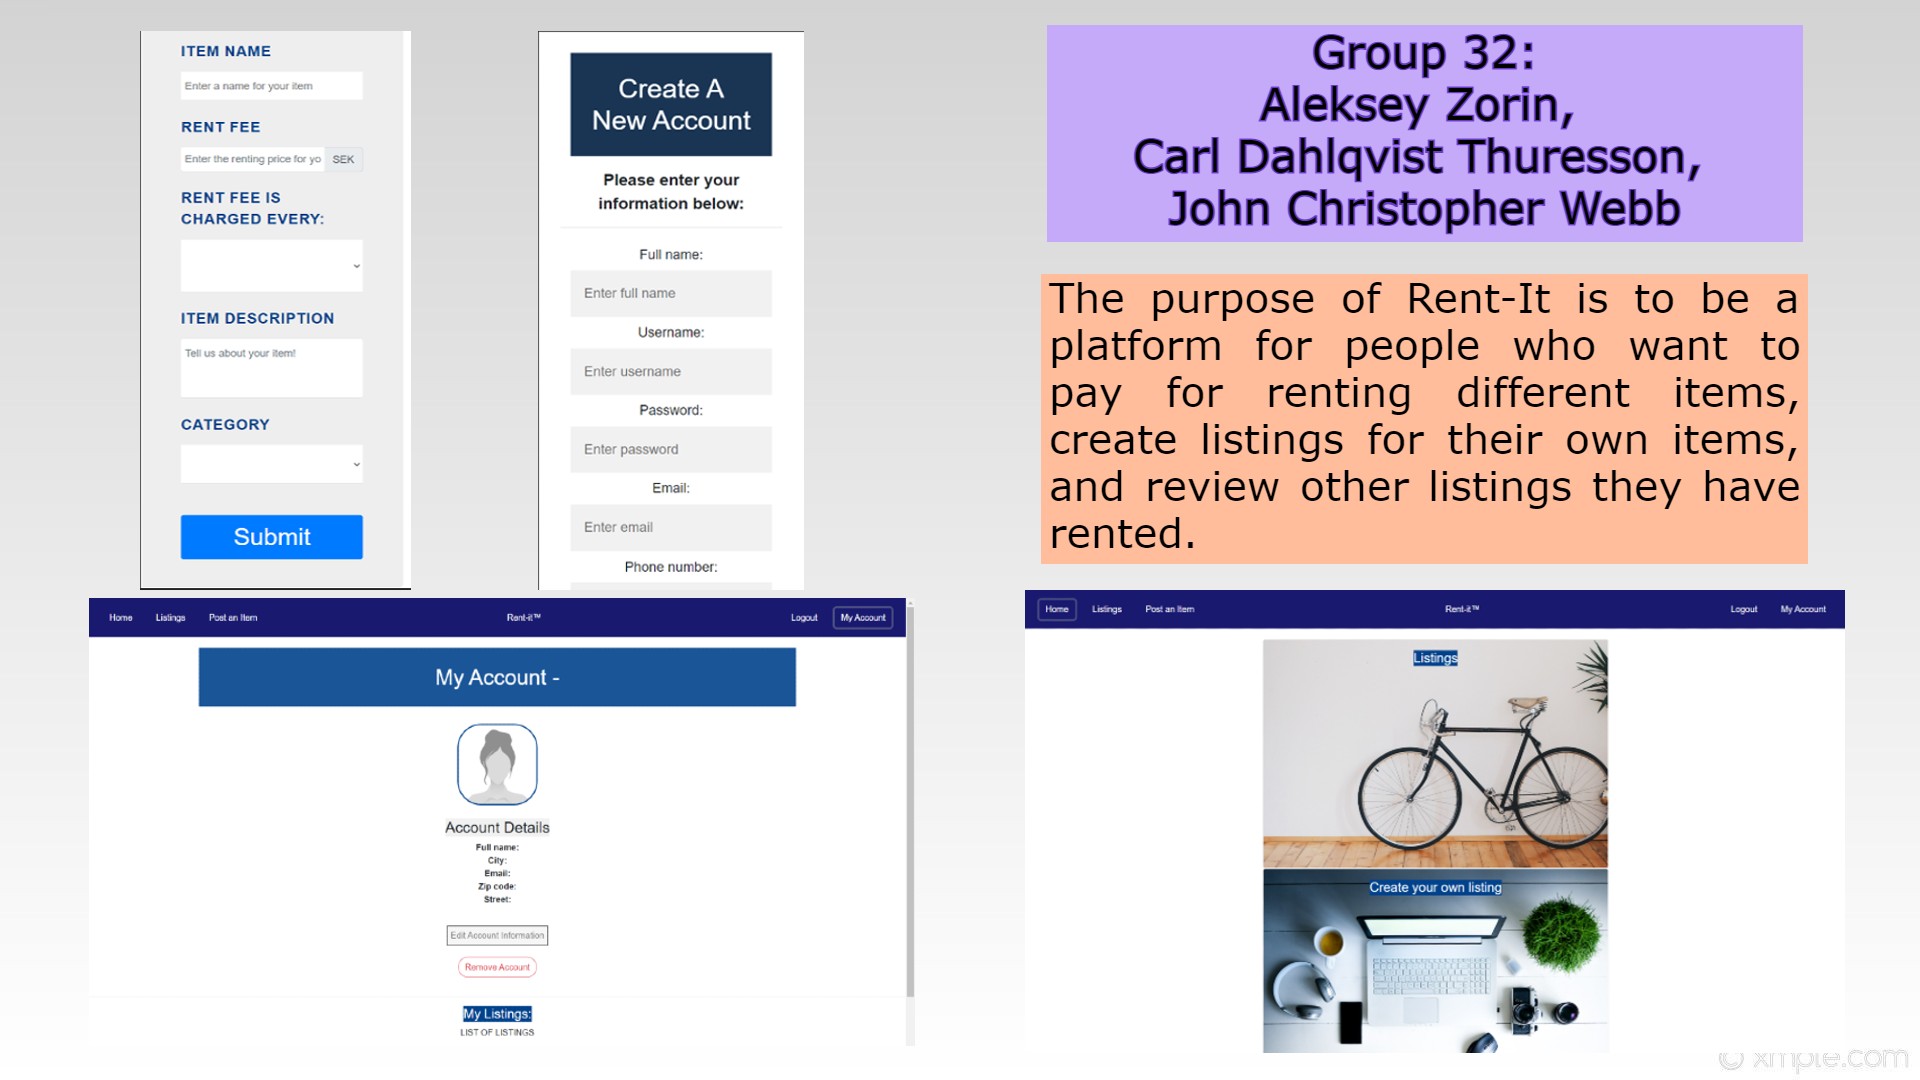 ITEM NAME
Enter a name for your item
RENT FEE
Enter the renting price for yo SEK
RENT FEE IS
CHARGED EVERY:
ITEM DESCRIPTION
Tell us about your item!
CATEGORY
Submit
Create A
New Account
Please enter your
information below:
Full name:
Enter full name
Username:
Enter username
Password:
Enter password
Email:
Enter email
Phone number:
Group 32:
Aleksey Zorin,
Carl Dahlqvist Thuresson,
John Christopher Webb
The purpose of Rent-It is to be a
platform for people who want to
pay for renting different items,
create listings for their own items,
and review other listings they have
rented.
Home Listings Post an Item Rent-it™ Logout My Account
My Account -
Account Details
Full name:
City:
Email:
Zip code:
Street:
Edit Account Information
Remove Account
My Listings:
LIST OF LISTINGS
Home Listings Post an Item Rent-it™ Logout My Account
Listings
Create your own listing
© xmple.com